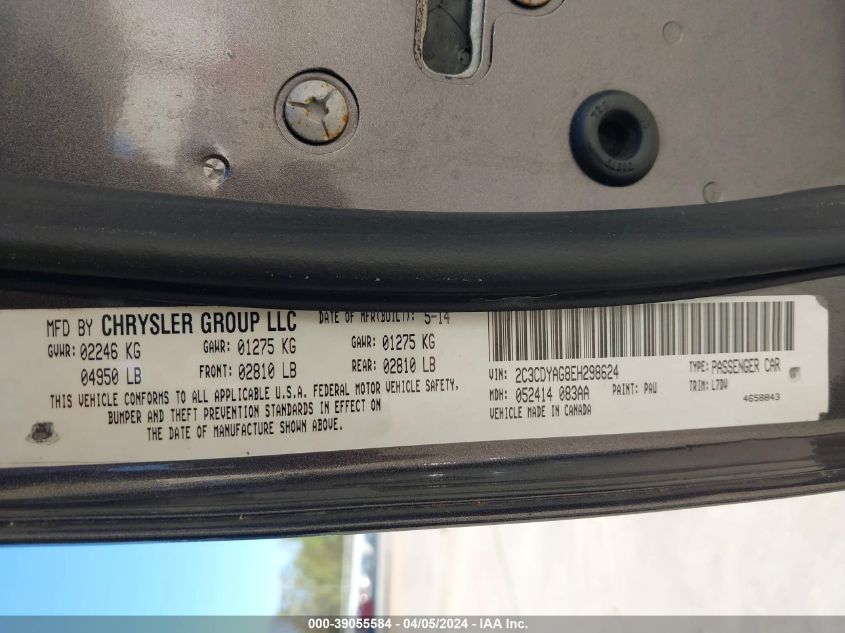 MFD BY CHRYSLER GROUP LLC DATE OF MFR(BUILT): 5-14
GVWR: 02246 KG GAWR: 01275 KG GAWR: 01275 KG
04950 LB FRONT: 02810 LB REAR: 02810 LB
THIS VEHICLE CONFORMS TO ALL APPLICABLE U.S.A. FEDERAL MOTOR VEHICLE SAFETY,
BUMPER AND THEFT PREVENTION STANDARDS IN EFFECT ON
THE DATE OF MANUFACTURE SHOWN ABOVE.
VIN: 2C3CDYAG8EH298624 TYPE: PASSENGER CAR
MDH: 052414 083AA PAINT: PAU TRIM: L7DV
VEHICLE MADE IN CANADA 4658843
000-39055584 - 04/05/2024 - IAA Inc.